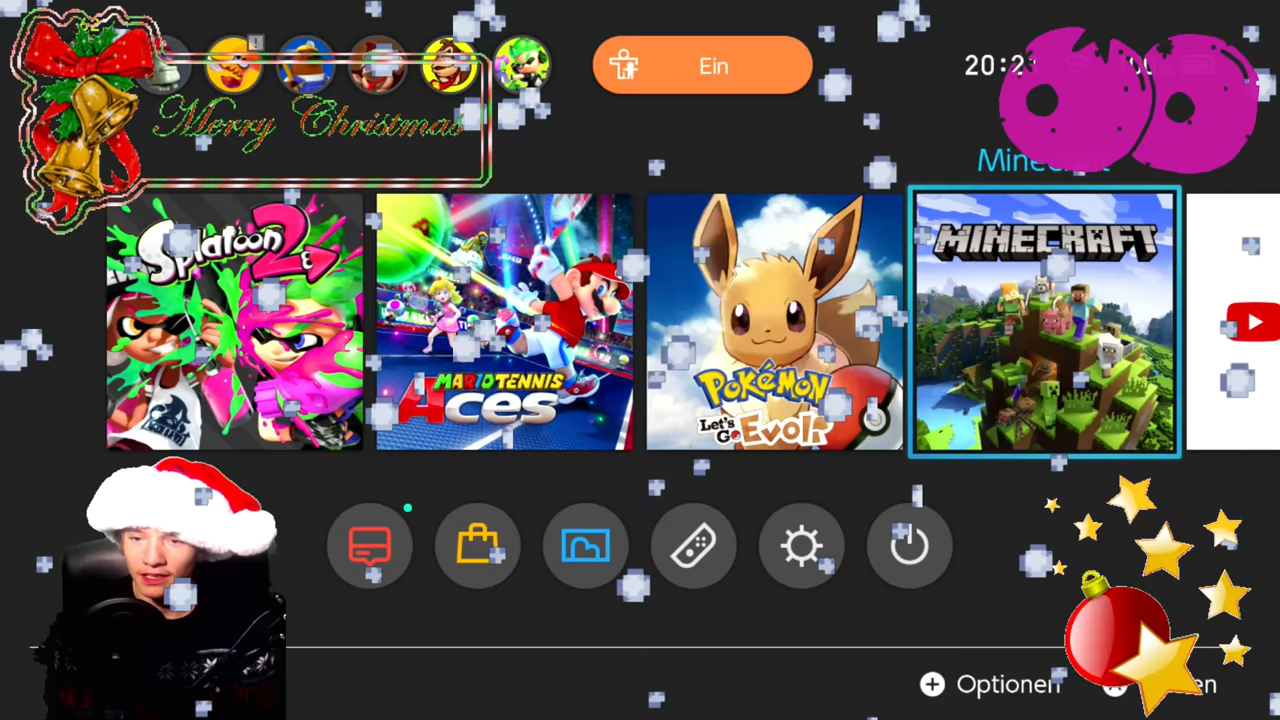 Ein
20:2
Merry Christmas
Minecraft
Splatoon 2
MARIO TENNIS
Aces
POKÉMON
Let's Go Evoli
MINECRAFT
Optionen